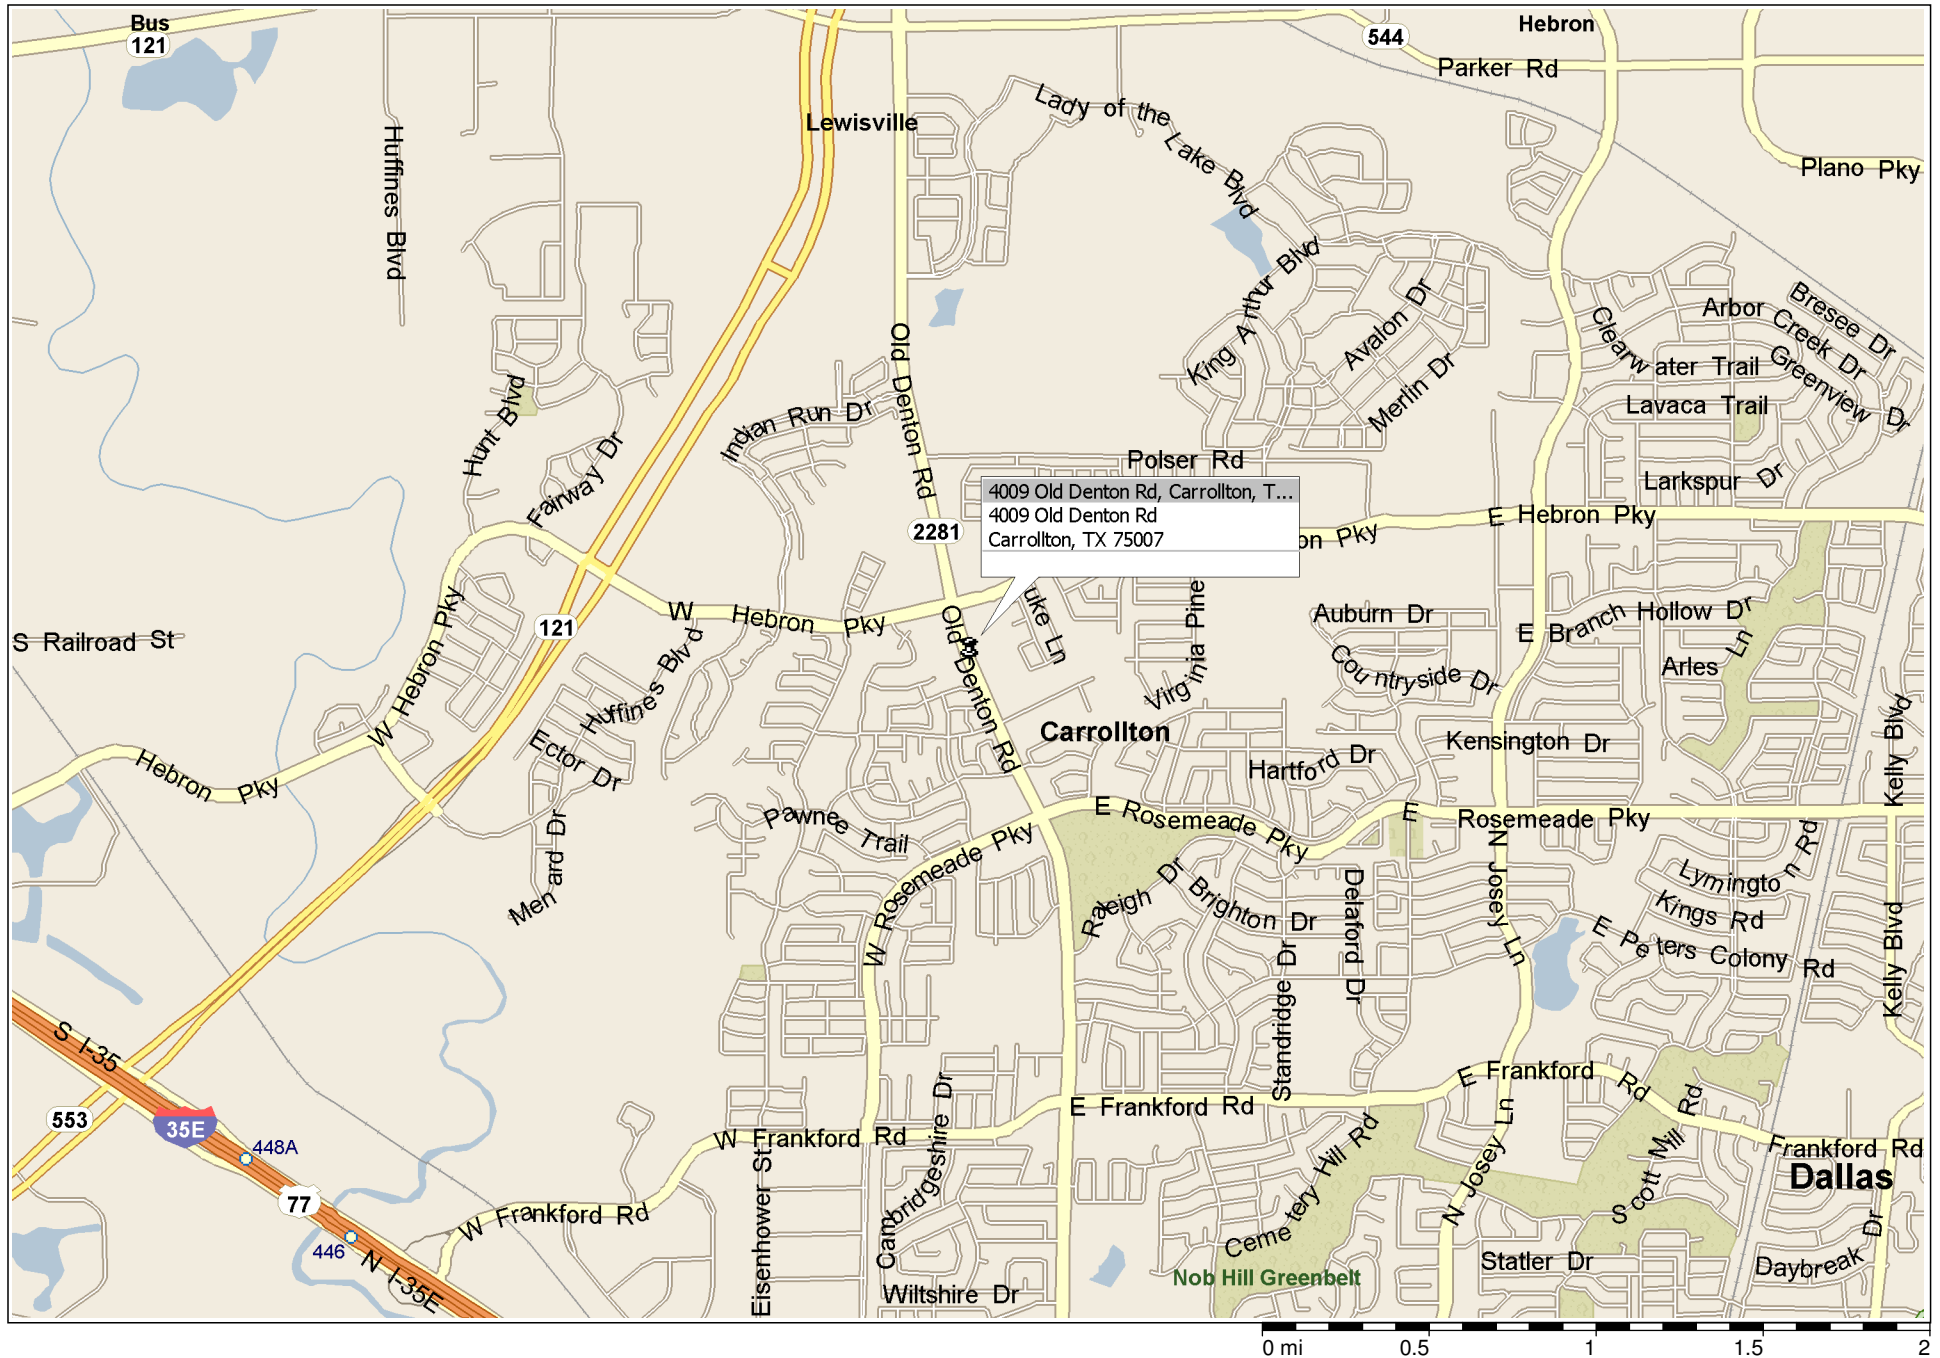 Bus
121
544
Hebron
Parker Rd
Plano Pky
Lewisville
Lady of the Lake Blvd
Huffines Blvd
King Arthur Blvd
Avalon Dr
Merlin Dr
Clearwater Trail
Arbor Creek Dr
Bresee Dr
Greenview Dr
Lavaca Trail
Larkspur Dr
Old Denton Rd
Indian Run Dr
Hunt Blvd
Fairway Dr
Polser Rd
4009 Old Denton Rd, Carrollton, T...
4009 Old Denton Rd
Carrollton, TX 75007
2281
on Pky
E Hebron Pky
W Hebron Pky
W Hebron Pky
121
S Railroad St
Old Denton Rd
uke Ln
Virginia Pine
Auburn Dr
Countryside Dr
E Branch Hollow Dr
Arles Ln
Kelly Blvd
Huffines Blvd
Ector Dr
Menard Dr
Hebron Pky
Carrollton
Hartford Dr
Kensington Dr
Pawnee Trail
W Rosemeade Pky
E Rosemeade Pky
E Rosemeade Pky
Raleigh Dr
Brighton Dr
Standridge Dr
Delaford Dr
N Josey Ln
Lymington Rd
Kings Rd
E Peters Colony Rd
Kelly Blvd
S I-35
553
35E
448A
77
446
N I-35E
W Frankford Rd
W Frankford Rd
E Frankford Rd
E Frankford Rd
Frankford Rd
Eisenhower St
Cambridgeshire Dr
Wiltshire Dr
Cemetery Hill Rd
Nob Hill Greenbelt
N Josey Ln
Scott Mill Rd
Statler Dr
Dallas
Daybreak Dr
0 mi
0.5
1
1.5
2